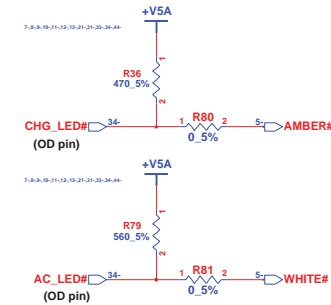 +V5A
7-,8-,9-,10-,11-,12-,13-,21-,31-,33-,34-,44-
1
R36
470_5%
2
CHG_LED# 34- 1 R80 2 5- AMBER#
(OD pin) 0_5%
+V5A
7-,8-,9-,10-,11-,12-,13-,21-,31-,33-,34-,44-
1
R79
560_5%
2
AC_LED# 34- 1 R81 2 5- WHITE#
(OD pin) 0_5%